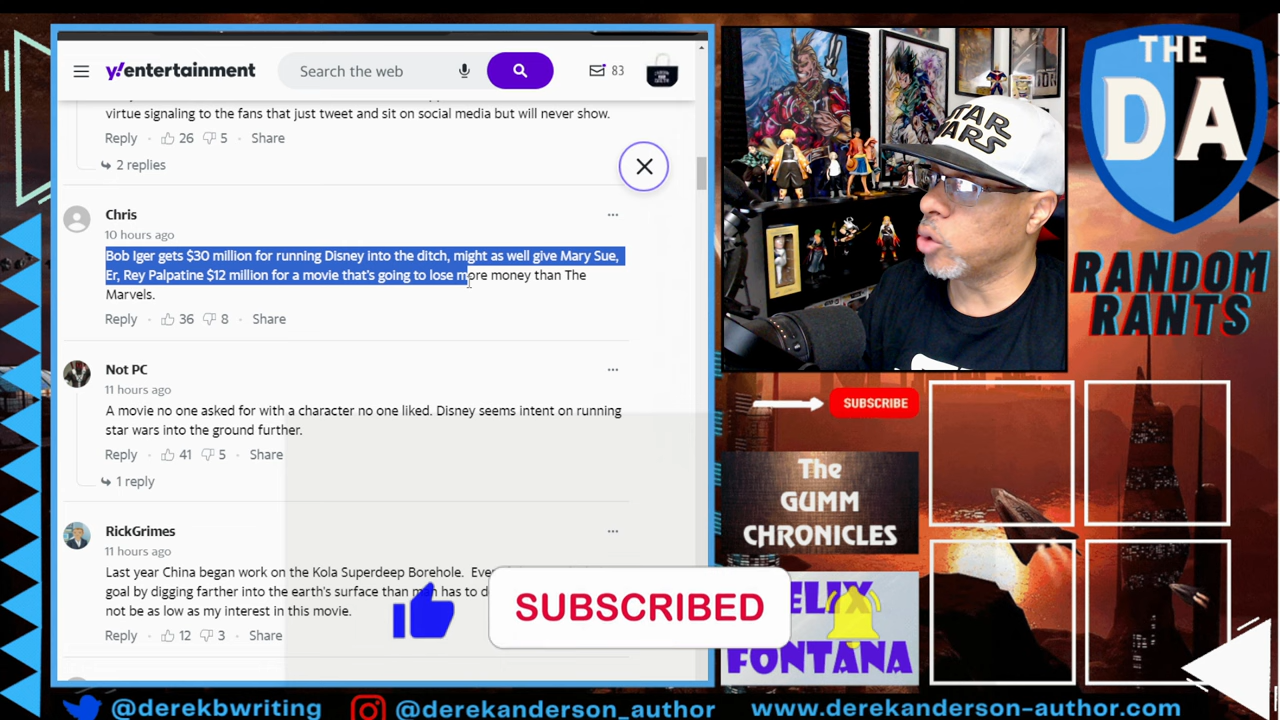 y!entertainment
Search the web
83
virtue signaling to the fans that just tweet and sit on social media but will never show.
Reply 26 5 Share
2 replies
Chris
10 hours ago
Bob Iger gets $30 million for running Disney into the ditch, might as well give Mary Sue,
Er, Rey Palpatine $12 million for a movie that's going to lose more money than The
Marvels.
Reply 36 8 Share
Not PC
11 hours ago
A movie no one asked for with a character no one liked. Disney seems intent on running
star wars into the ground further.
Reply 41 5 Share
1 reply
RickGrimes
11 hours ago
Last year China began work on the Kola Superdeep Borehole.
goal by digging farther into the earth's surface than man has to
not be as low as my interest in this movie.
Reply 12 3 Share
SUBSCRIBED
STAR
WARS
THE
DA
RANDOM
RANTS
SUBSCRIBE
The
GUMM
CHRONICLES
FONTANA
@derekbwriting
@derekanderson_author
www.derekanderson-author.com